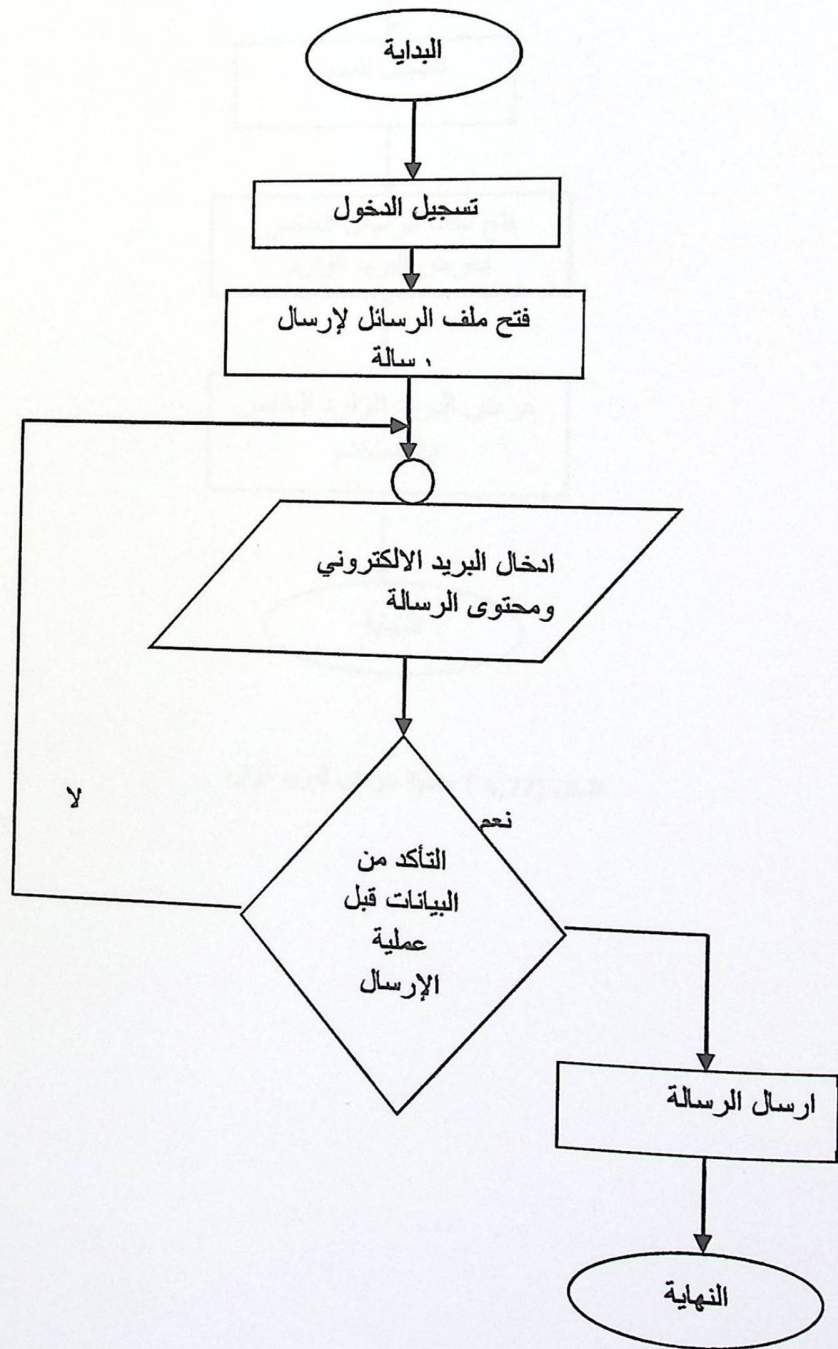 البداية
تسجيل الدخول
فتح ملف الرسائل لإرسال
رسالة
ادخال البريد الالكتروني
ومحتوى الرسالة
لا
نعم
التأكد من
البيانات قبل
عملية
الإرسال
ارسال الرسالة
النهاية